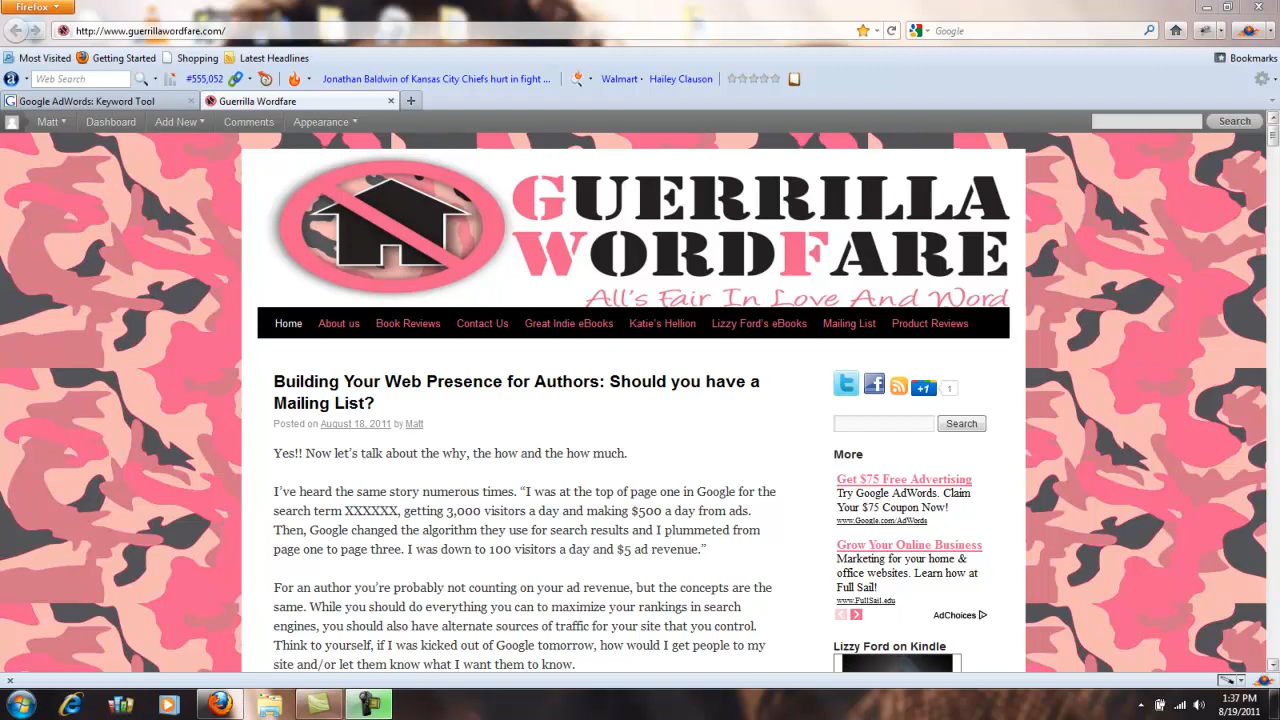 Firefox
http://www.guerrillawordfare.com/
Google
Most Visited Getting Started Shopping Latest Headlines Bookmarks
Web Search #555,052 Jonathan Baldwin of Kansas City Chiefs hurt in fight ... Walmart · Hailey Clauson
Google AdWords: Keyword Tool Guerrilla Wordfare
Matt Dashboard Add New Comments Appearance Search
GUERRILLA
WORDFARE
All's Fair In Love And Word
Home About us Book Reviews Contact Us Great Indie eBooks Katie's Hellion Lizzy Ford's eBooks Mailing List Product Reviews
Building Your Web Presence for Authors: Should you have a
Mailing List?
Posted on August 18, 2011 by Matt
Yes!! Now let's talk about the why, the how and the how much.
I've heard the same story numerous times. “I was at the top of page one in Google for the
search term XXXXXX, getting 3,000 visitors a day and making $500 a day from ads.
Then, Google changed the algorithm they use for search results and I plummeted from
page one to page three. I was down to 100 visitors a day and $5 ad revenue.”
For an author you're probably not counting on your ad revenue, but the concepts are the
same. While you should do everything you can to maximize your rankings in search
engines, you should also have alternate sources of traffic for your site that you control.
Think to yourself, if I was kicked out of Google tomorrow, how would I get people to my
site and/or let them know what I want them to know.
+1 1
Search
More
Get $75 Free Advertising
Try Google AdWords. Claim
Your $75 Coupon Now!
www.Google.com/AdWords
Grow Your Online Business
Marketing for your home &
office websites. Learn how at
Full Sail!
www.FullSail.edu
AdChoices
Lizzy Ford on Kindle
1:37 PM
8/19/2011